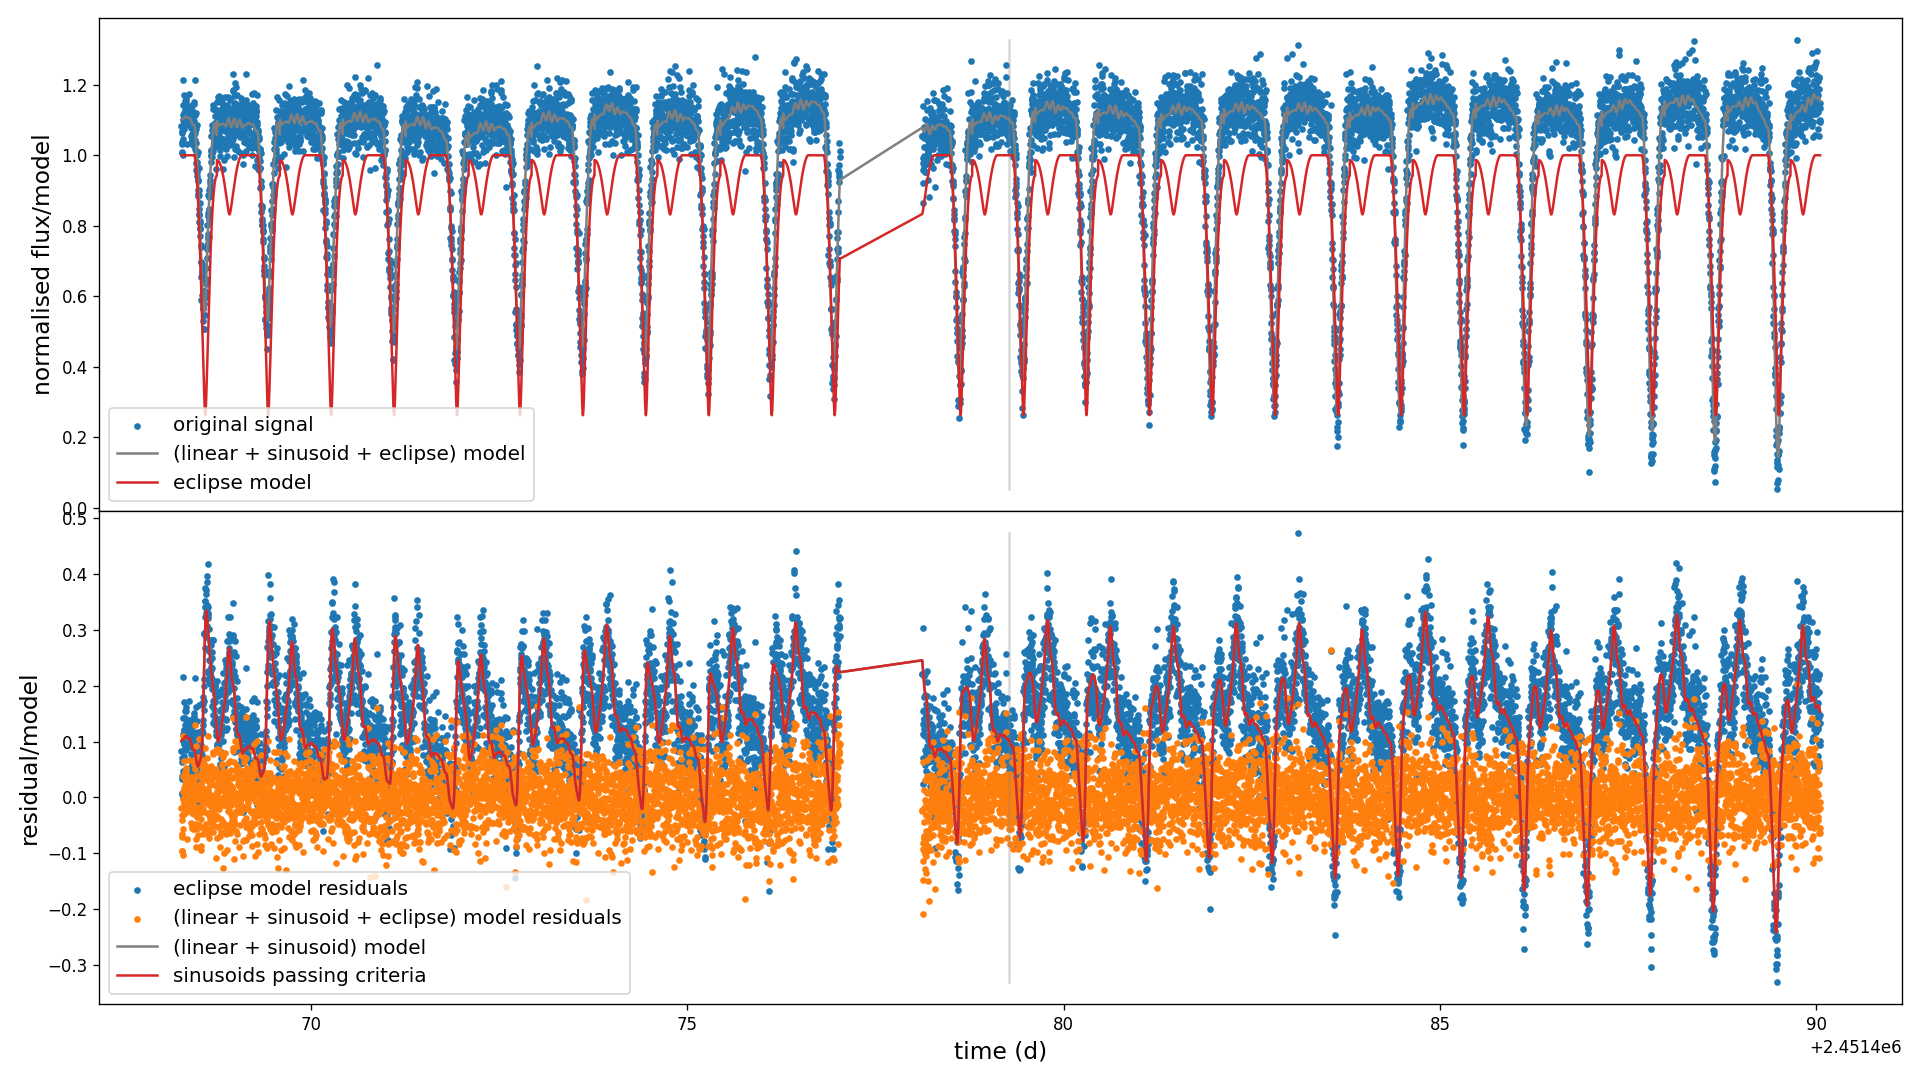 normalised flux/model
1.2
1.0
0.8
0.6
0.4
0.2
0.0
original signal
(linear + sinusoid + eclipse) model
eclipse model
residual/model
0.5
0.4
0.3
0.2
0.1
0.0
−0.1
−0.2
−0.3
eclipse model residuals
(linear + sinusoid + eclipse) model residuals
(linear + sinusoid) model
sinusoids passing criteria
70
75
80
85
90
time (d)
+2.4514e6